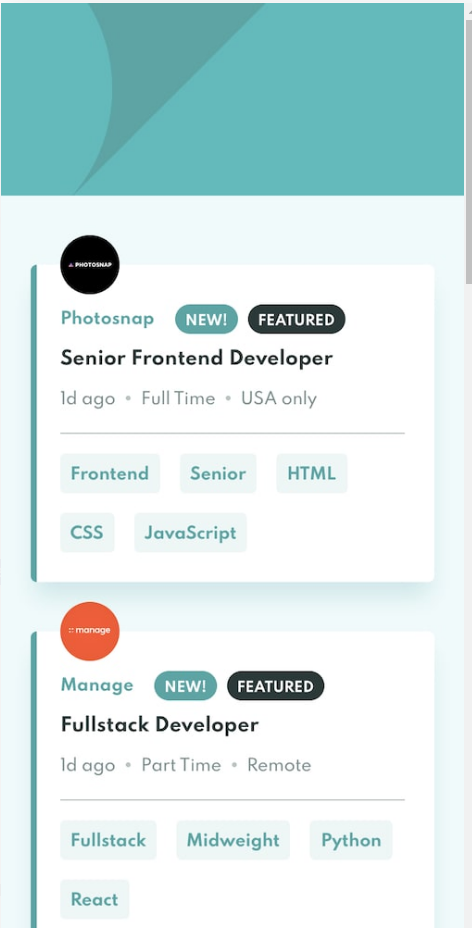 PHOTOSNAP
Photosnap NEW! FEATURED
Senior Frontend Developer
1d ago • Full Time • USA only
Frontend Senior HTML
CSS JavaScript
:: manage
Manage NEW! FEATURED
Fullstack Developer
1d ago • Part Time • Remote
Fullstack Midweight Python
React